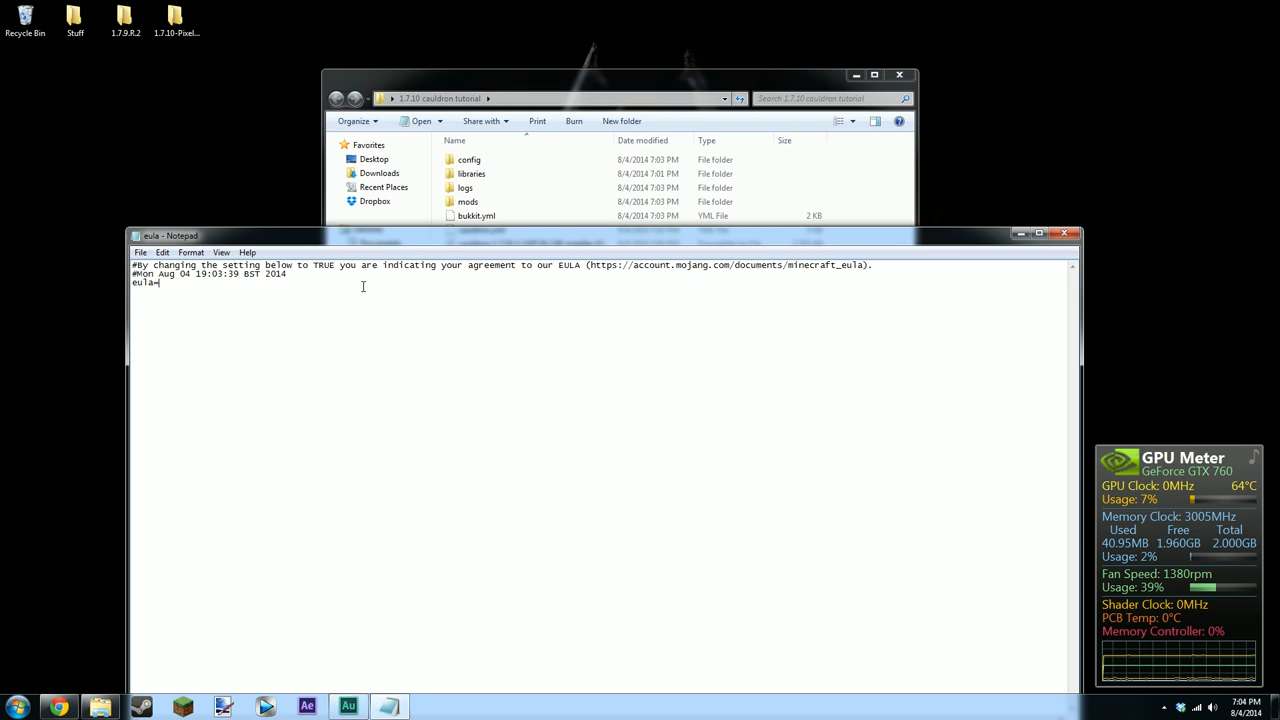 Recycle Bin
Stuff
1.7.9.R.2
1.7.10-Pixel...
1.7.10 cauldron tutorial
Search 1.7.10 cauldron tutorial
Organize
Open
Share with
Print
Burn
New folder
Name
Date modified
Type
Size
Favorites
Desktop
Downloads
Recent Places
Dropbox
config 8/4/2014 7:03 PM File folder
libraries 8/4/2014 7:01 PM File folder
logs 8/4/2014 7:03 PM File folder
mods 8/4/2014 7:03 PM File folder
bukkit.yml 8/4/2014 7:03 PM YML File 2 KB
eula - Notepad
File Edit Format View Help
#By changing the setting below to TRUE you are indicating your agreement to our EULA (https://account.mojang.com/documents/minecraft_eula).
#Mon Aug 04 19:03:39 BST 2014
eula=
GPU Meter
GeForce GTX 760
GPU Clock: 0MHz 64°C
Usage: 7%
Memory Clock: 3005MHz
Used Free Total
40.95MB 1.960GB 2.000GB
Usage: 2%
Fan Speed: 1380rpm
Usage: 39%
Shader Clock: 0MHz
PCB Temp: 0°C
Memory Controller: 0%
Ae
Au
7:04 PM
8/4/2014